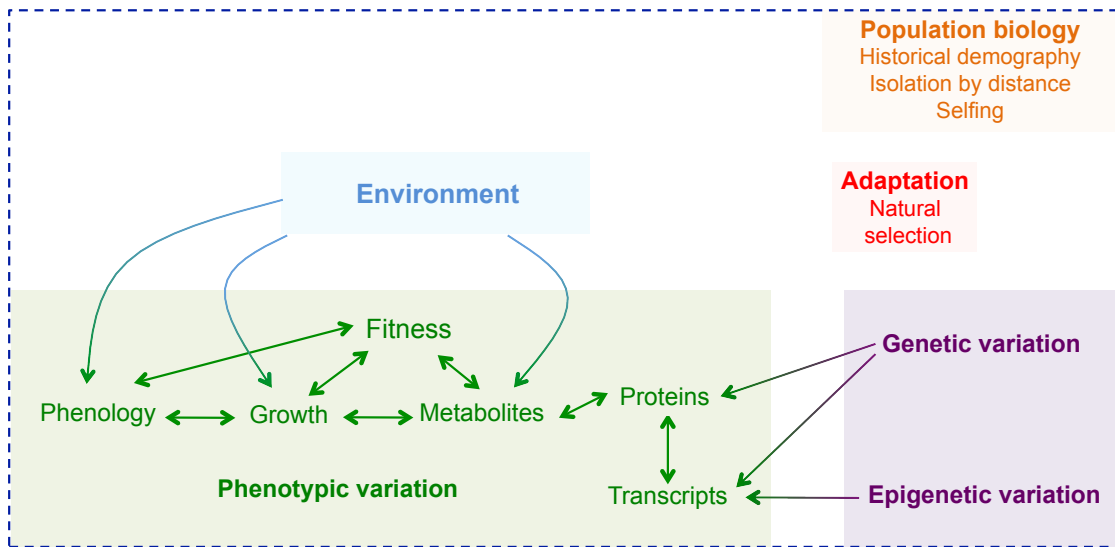 Population biology
Historical demography
Isolation by distance
Selfing
Environment
Adaptation
Natural
selection
Fitness
Genetic variation
Phenology
Growth
Metabolites
Proteins
Phenotypic variation
Transcripts
Epigenetic variation